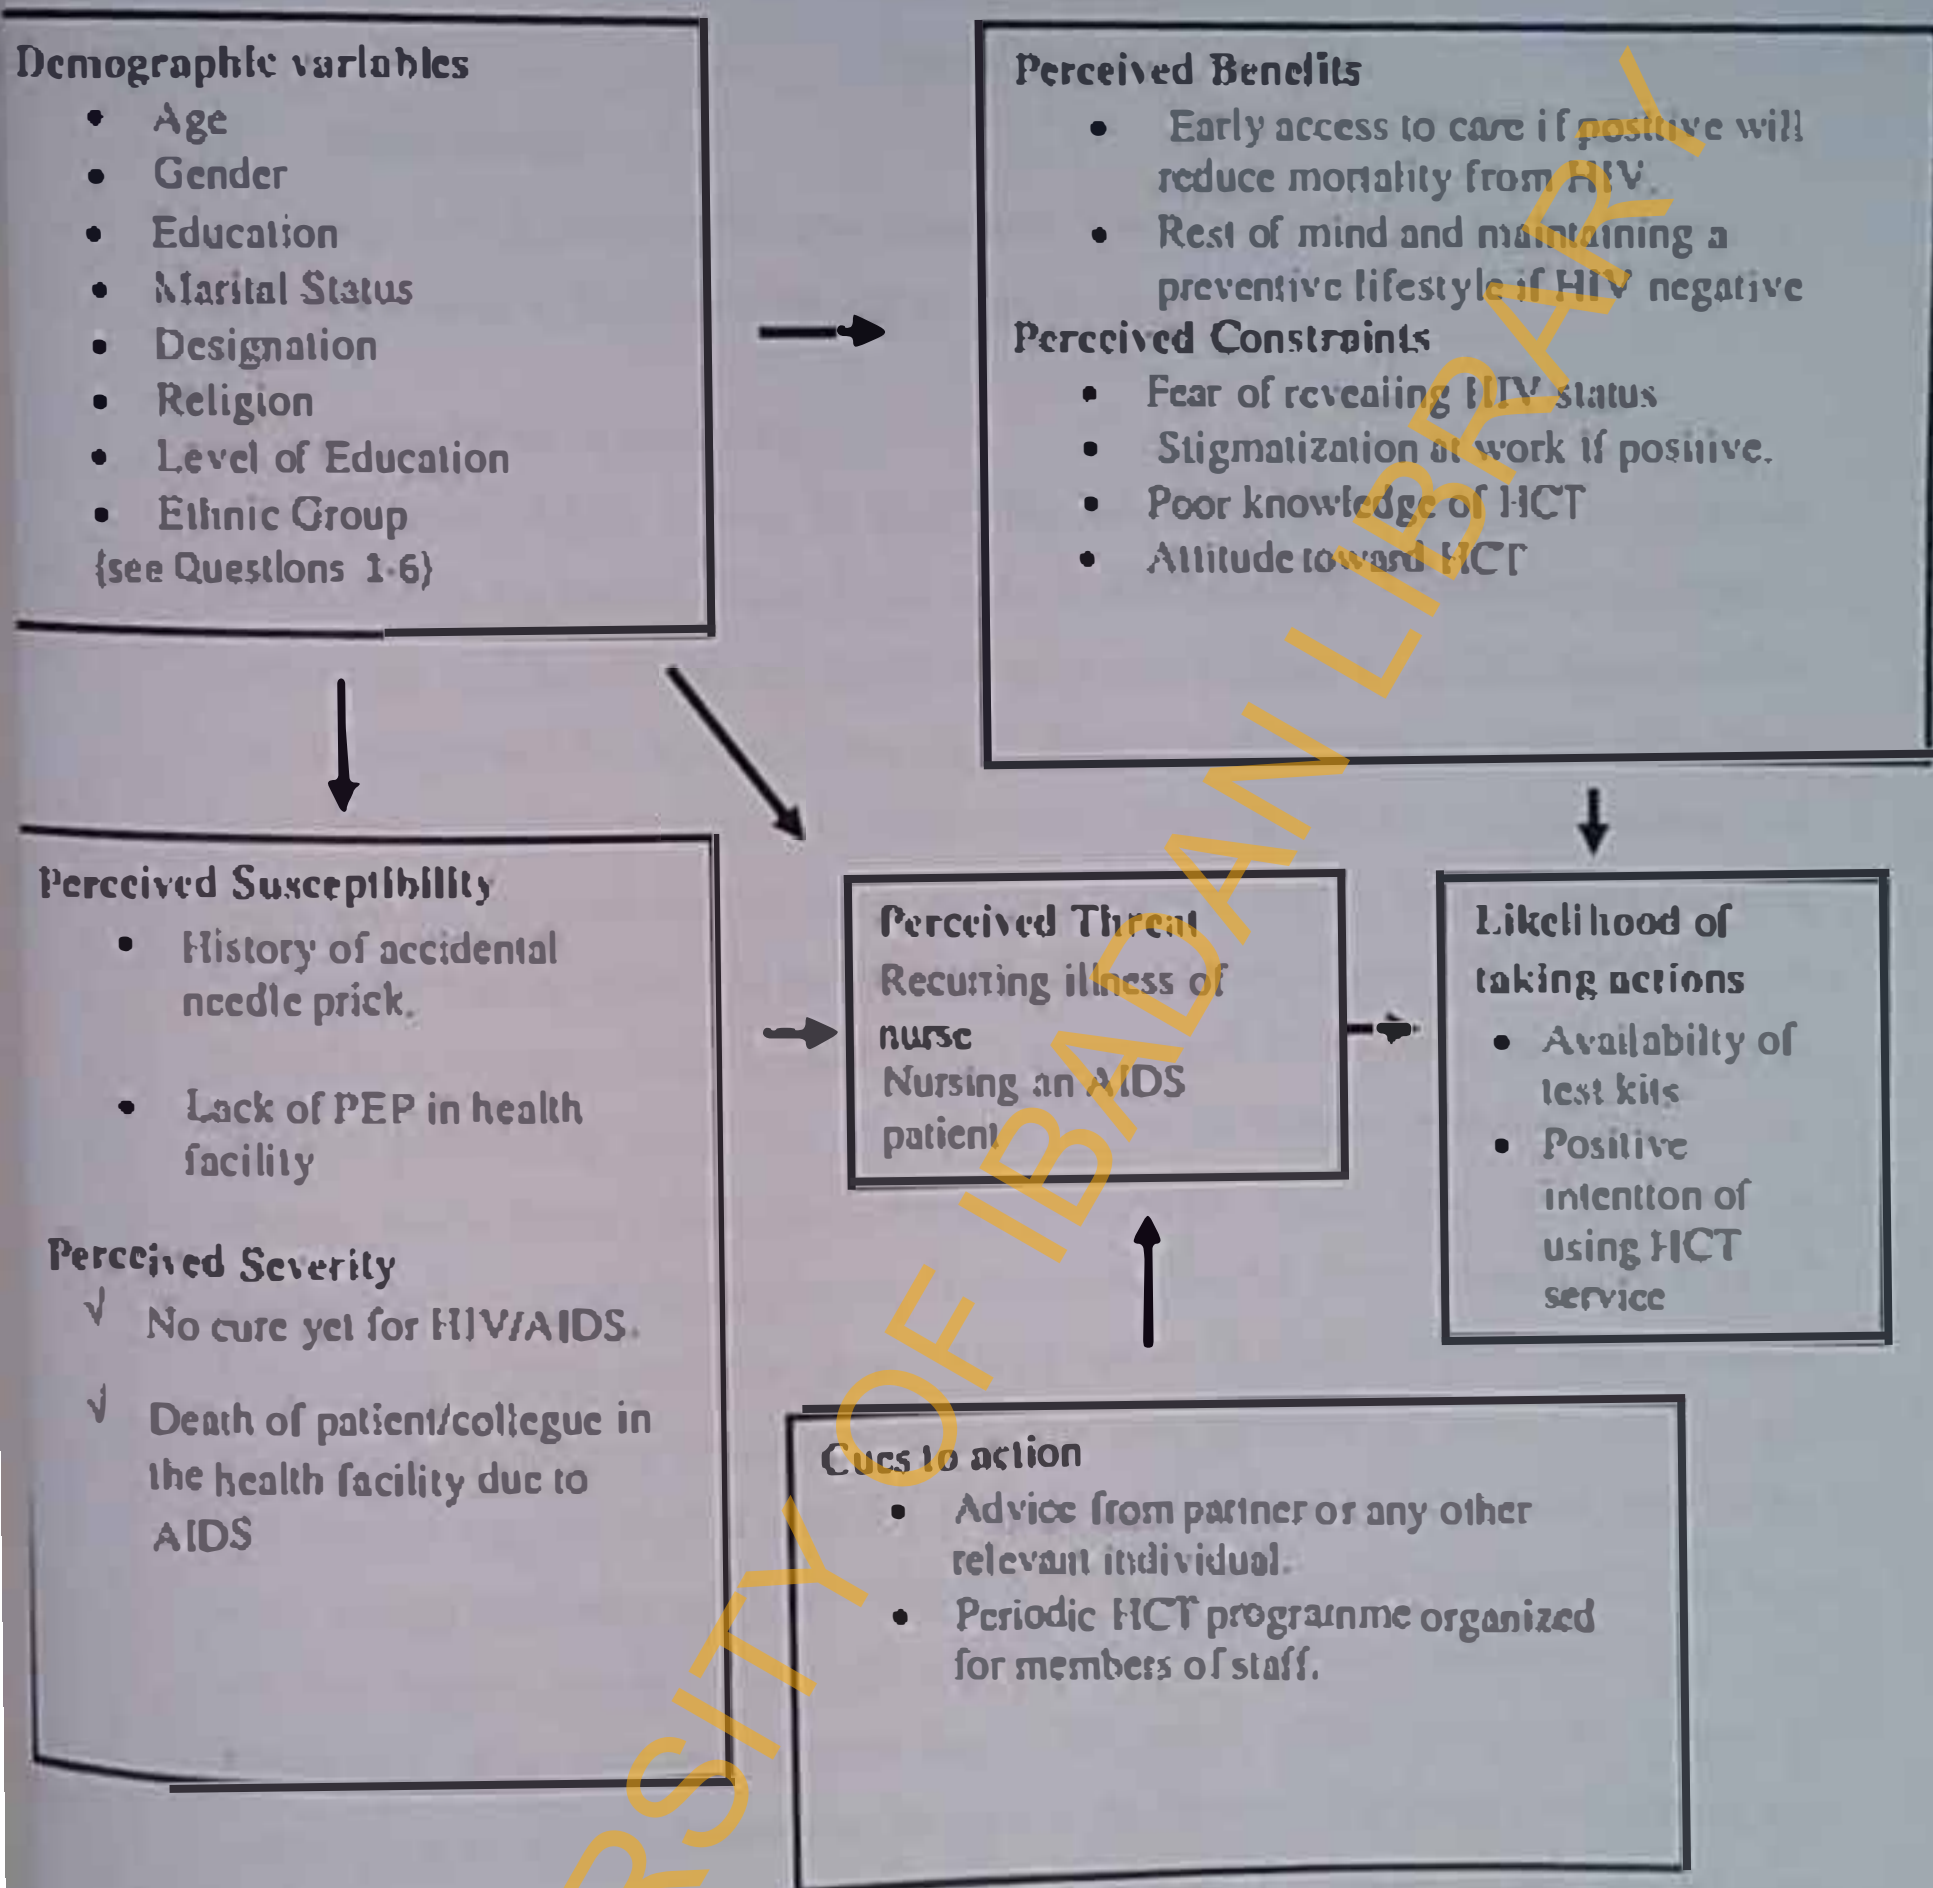 Demographic variables
• Age
• Gender
• Education
• Marital Status
• Designation
• Religion
• Level of Education
• Ethnic Group
{see Questions 1-6}
Perceived Benefits
• Early access to care if positive will
reduce mortality from HIV.
• Rest of mind and maintaining a
preventive lifestyle if HIV negative
Perceived Constraints
• Fear of revealing HIV status
• Stigmatization at work if positive.
• Poor knowledge of HCT
• Attitude toward HCT
Perceived Susceptibility
• History of accidental
needle prick.
• Lack of PEP in health
facility
Perceived Severity
√ No cure yet for HIV/AIDS.
√ Death of patient/collegue in
the health facility due to
AIDS
Perceived Threat
Recurring illness of
nurse
Nursing an AIDS
patient
Likelihood of
taking actions
• Availabilty of
test kits
• Positive
intention of
using HCT
service
Cues to action
• Advice from partner or any other
relevant individual.
• Periodic HCT programme organized
for members of staff.
RSITY OF IBADAN LIBRARY